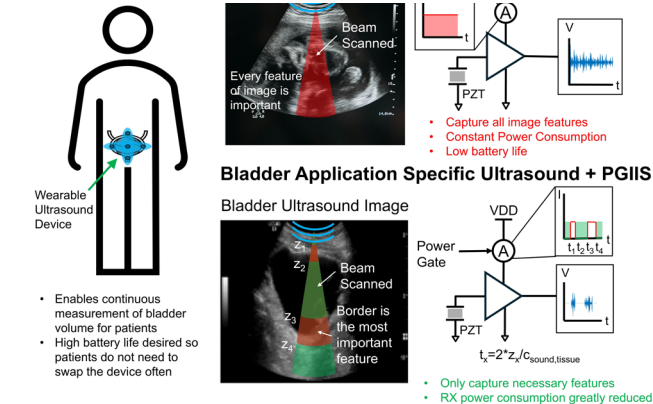 Beam
Scanned
Every feature
of image is
important
t
A
PZT
V
t
• Capture all image features
• Constant Power Consumption
• Low battery life
Wearable
Ultrasound
Device
• Enables continuous
measurement of bladder
volume for patients
• High battery life desired so
patients do not need to
swap the device often
Bladder Application Specific Ultrasound + PGIIS
Bladder Ultrasound Image
z1
z2
z3
z4
Beam
Scanned
Border is
the most
important
feature
VDD
Power
Gate
A
I
t
t1 t2 t3 t4
V
t
PZT
tx=2*zx/csound,tissue
• Only capture necessary features
• RX power consumption greatly reduced